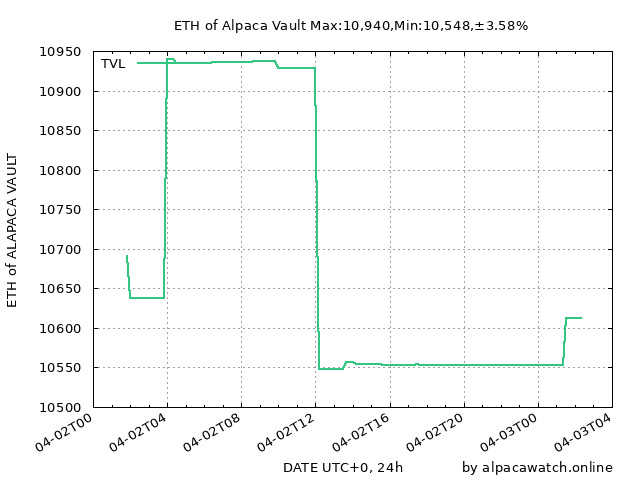 ETH of Alpaca Vault Max:10,940,Min:10,548,±3.58%
TVL
10950
10900
10850
10800
10750
10700
10650
10600
10550
10500
ETH of ALAPACA VAULT
04-02T00
04-02T04
04-02T08
04-02T12
04-02T16
04-02T20
04-03T00
04-03T04
DATE UTC+0, 24h
by alpacawatch.online